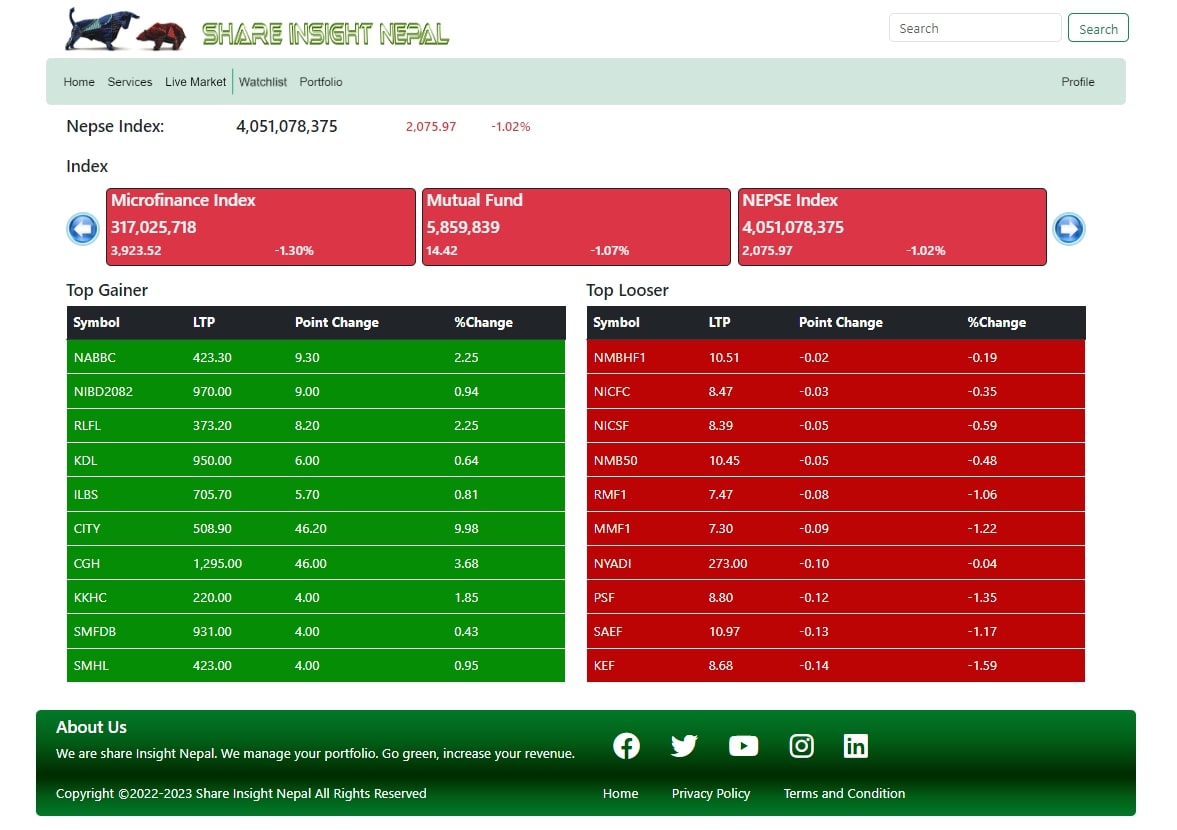 SHARE INSIGHT NEPAL Search Search
Home Services Live Market Watchlist Portfolio Profile
Nepse Index: 4,051,078,375 2,075.97 -1.02%
Index
Microfinance Index Mutual Fund NEPSE Index
317,025,718 5,859,839 4,051,078,375
3,923.52 -1.30% 14.42 -1.07% 2,075.97 -1.02%
Top Gainer Top Looser
Symbol LTP Point Change %Change Symbol LTP Point Change %Change
NABBC 423.30 9.30 2.25 NMBHF1 10.51 -0.02 -0.19
NIBD2082 970.00 9.00 0.94 NICFC 8.47 -0.03 -0.35
RLFL 373.20 8.20 2.25 NICSF 8.39 -0.05 -0.59
KDL 950.00 6.00 0.64 NMB50 10.45 -0.05 -0.48
ILBS 705.70 5.70 0.81 RMF1 7.47 -0.08 -1.06
CITY 508.90 46.20 9.98 MMF1 7.30 -0.09 -1.22
CGH 1,295.00 46.00 3.68 NYADI 273.00 -0.10 -0.04
KKHC 220.00 4.00 1.85 PSF 8.80 -0.12 -1.35
SMFDB 931.00 4.00 0.43 SAEF 10.97 -0.13 -1.17
SMHL 423.00 4.00 0.95 KEF 8.68 -0.14 -1.59
About Us
We are share Insight Nepal. We manage your portfolio. Go green, increase your revenue.
Copyright ©2022-2023 Share Insight Nepal All Rights Reserved Home Privacy Policy Terms and Condition